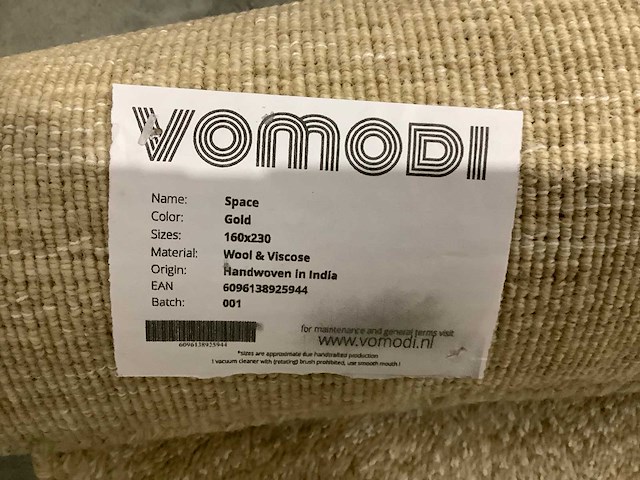 VOMODI
Name: Space
Color: Gold
Sizes: 160x230
Material: Wool & Viscose
Origin: Handwoven in India
EAN 6096138925944
Batch: 001
for maintenance and general terms visit
www.vomodi.nl
6096138925944
*sizes are approximate due handcrafted production
! vacuum cleaner with (rotating) brush prohibited, use smooth mouth !